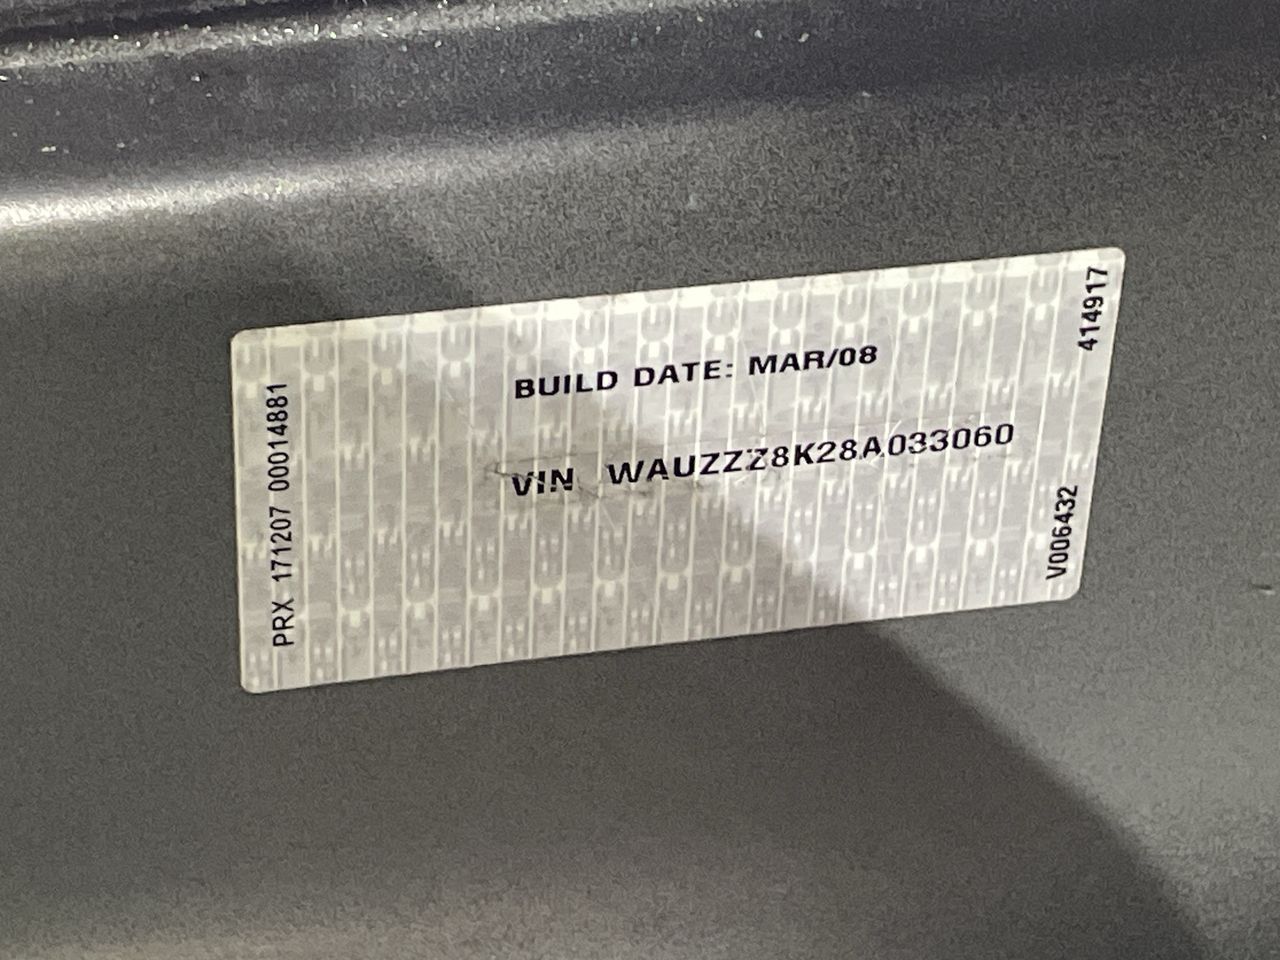 BUILD DATE: MAR/08
VIN WAUZZZ8K28A033060
PRX 171207 00014881
414917
V006432